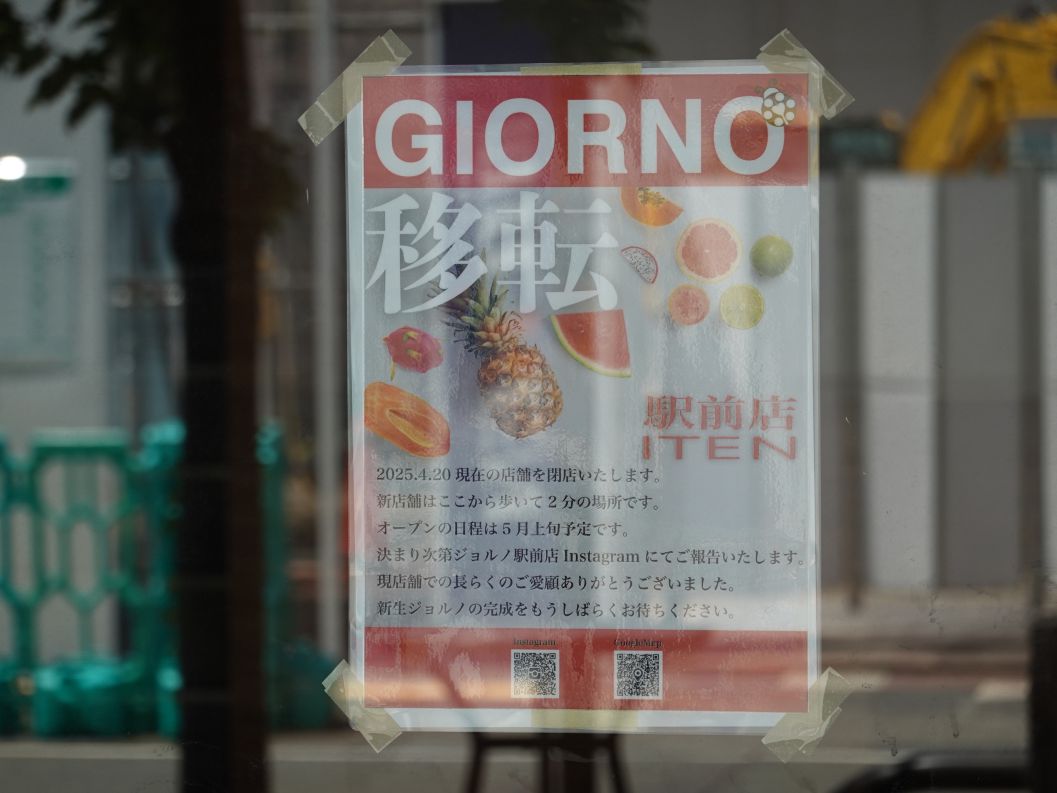 GIORNO
移転
駅前店
ITEN
2025.4.20 現在の店舗を閉店いたします。
新店舗はここから歩いて２分の場所です。
オープンの日程は５月上旬予定です。
決まり次第ジョルノ駅前店 Instagram にてご報告いたします。
現店舗での長らくのご愛顧ありがとうございました。
新生ジョルノの完成をもうしばらくお待ちください。
Instagram GoogleMap